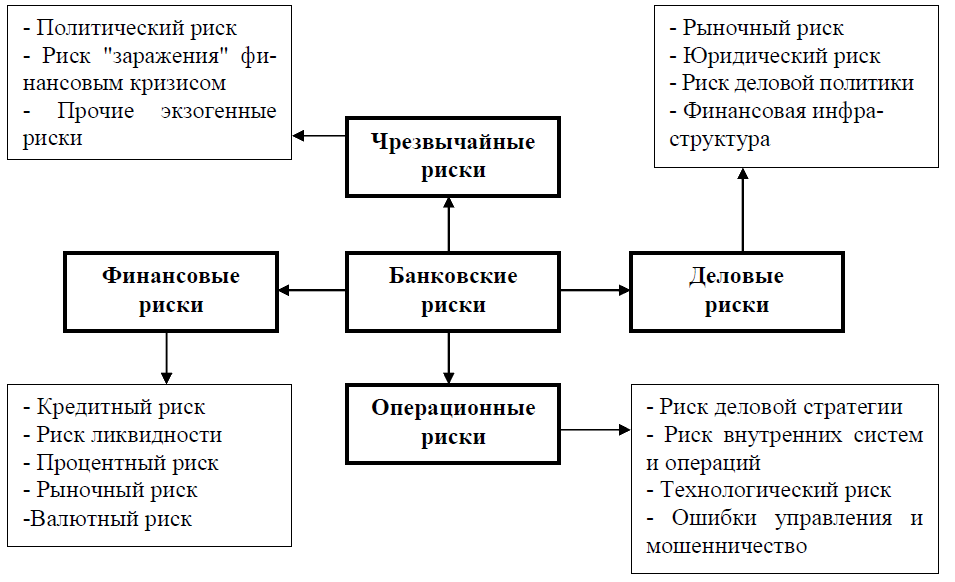 - Политический риск
- Риск "заражения" фи-
нансовым кризисом
- Прочие экзогенные
риски
- Рыночный риск
- Юридический риск
- Риск деловой политики
- Финансовая инфра-
структура
Чрезвычайные
риски
Финансовые
риски
Банковские
риски
Деловые
риски
- Кредитный риск
- Риск ликвидности
- Процентный риск
- Рыночный риск
-Валютный риск
Операционные
риски
- Риск деловой стратегии
- Риск внутренних систем
и операций
- Технологический риск
- Ошибки управления и
мошенничество